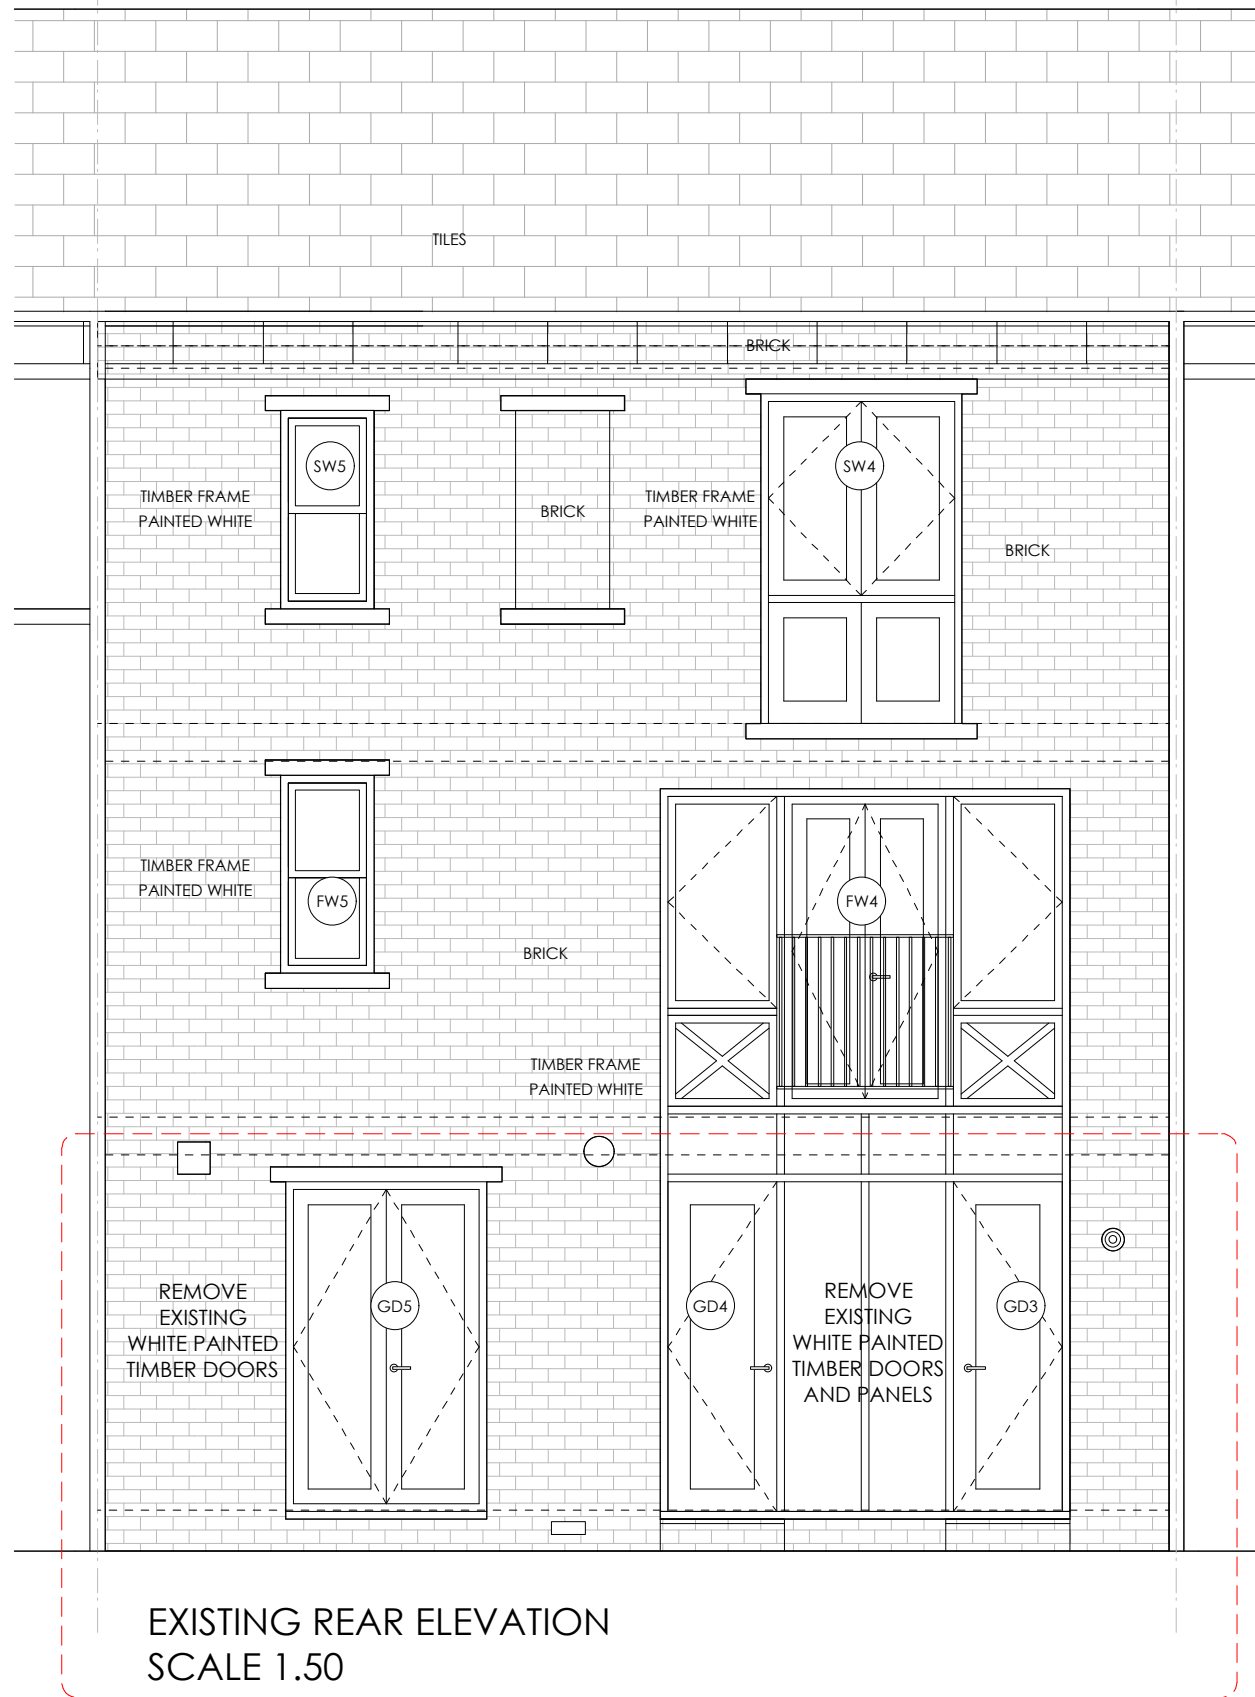 TILES
BRICK
SW5
SW4
TIMBER FRAME
PAINTED WHITE
BRICK
TIMBER FRAME
PAINTED WHITE
BRICK
TIMBER FRAME
PAINTED WHITE
FW5
FW4
BRICK
TIMBER FRAME
PAINTED WHITE
REMOVE
EXISTING
WHITE PAINTED
TIMBER DOORS
GD5
GD4
REMOVE
EXISTING
WHITE PAINTED
TIMBER DOORS
AND PANELS
GD3
EXISTING REAR ELEVATION
SCALE 1.50